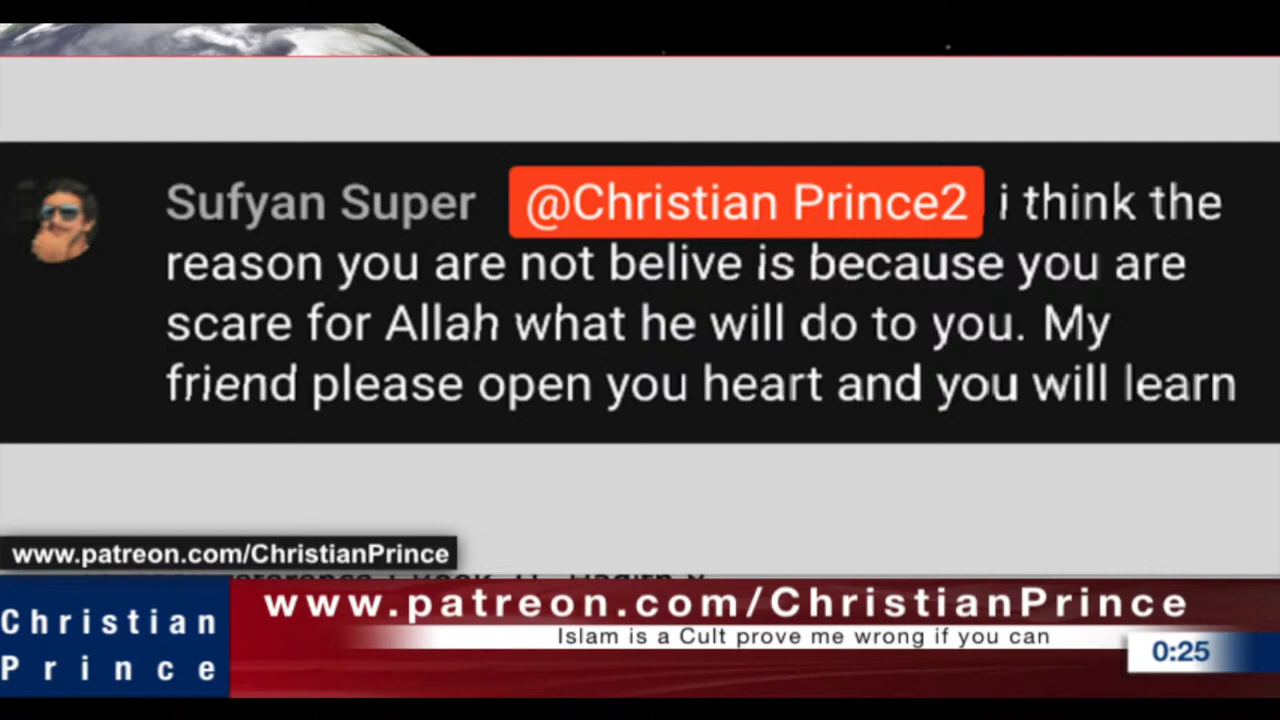 Sufyan Super @Christian Prince2 i think the
reason you are not belive is because you are
scare for Allah what he will do to you. My
friend please open you heart and you will learn
www.patreon.com/ChristianPrince
www.patreon.com/ChristianPrince
Islam is a Cult prove me wrong if you can
Christian
Prince
0:25